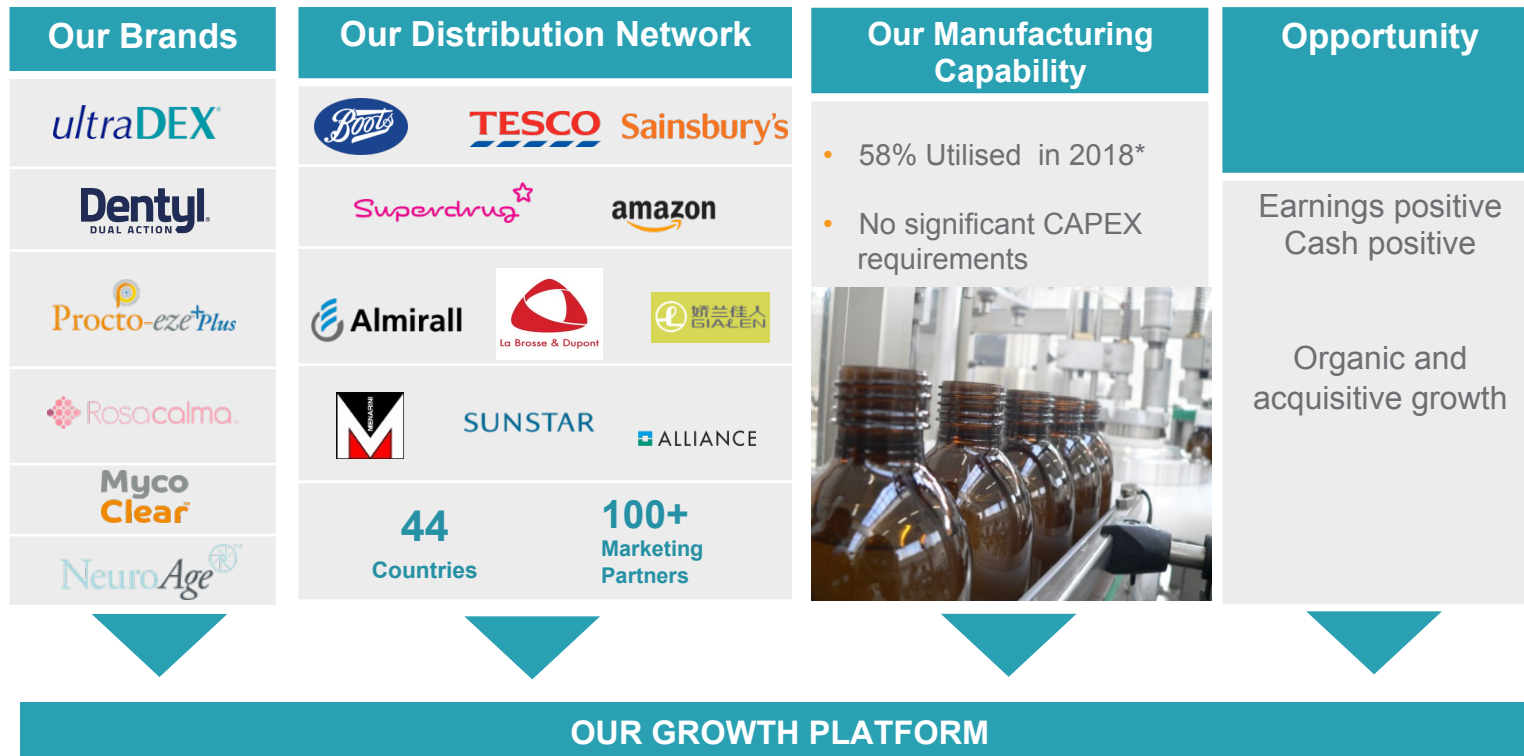 Our Brands
ultraDEX
Dentyl
DUAL ACTION
Procto-eze+Plus
Rosacalma
Myco
Clear™
NeuroAge
Our Distribution Network
Boots
TESCO
Sainsbury's
Superdrug
amazon
Almirall
La Brosse & Dupont
娇兰佳人
GIALEN
MENARINI
SUNSTAR
ALLIANCE
44
Countries
100+
Marketing
Partners
Our Manufacturing
Capability
• 58% Utilised in 2018*
• No significant CAPEX
requirements
Opportunity
Earnings positive
Cash positive
Organic and
acquisitive growth
OUR GROWTH PLATFORM